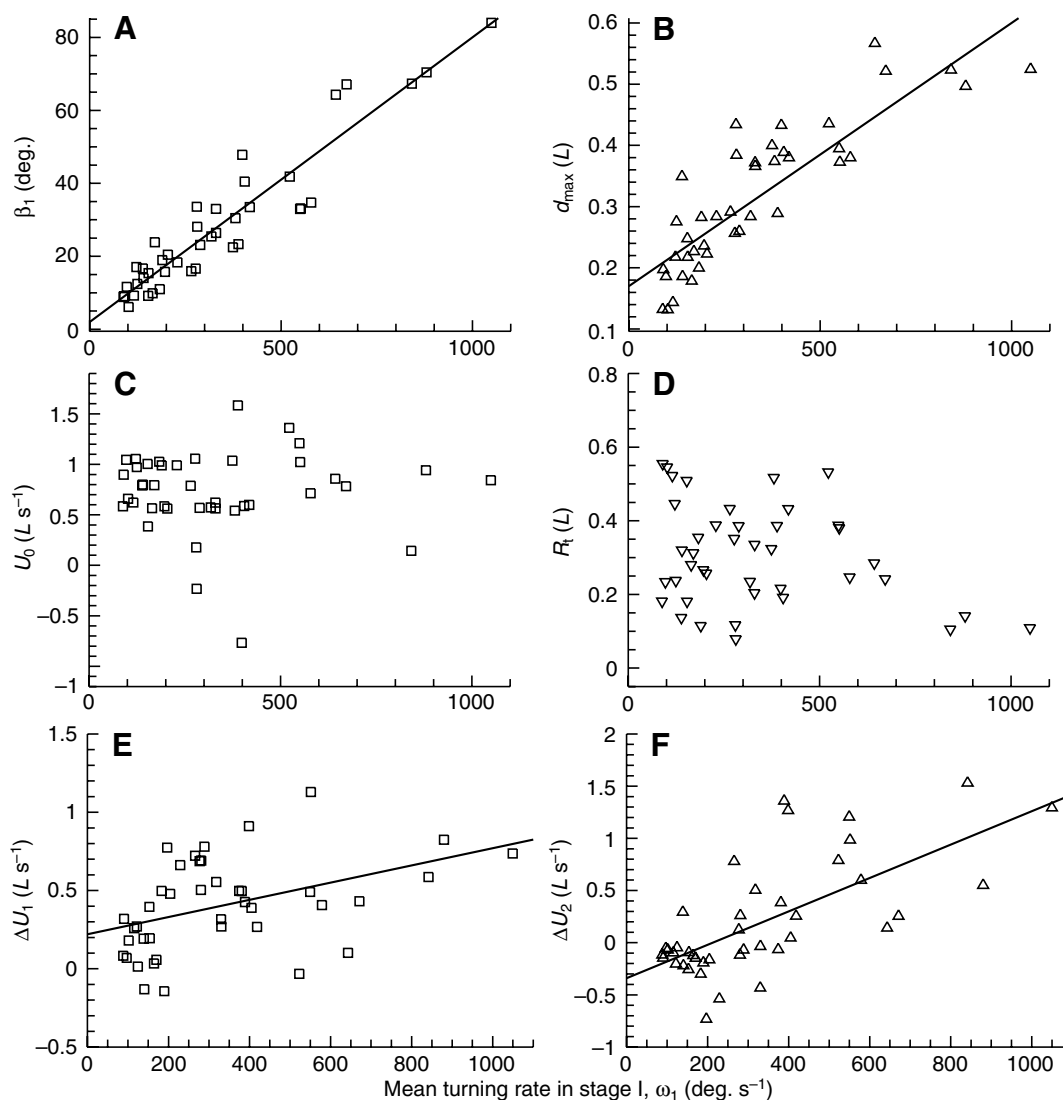 A
B
80
60
40
20
0
β1 (deg.)
0 500 1000
0.6
0.5
0.4
0.3
0.2
0.1
dmax (L)
0 500 1000
C
D
1.5
1
0.5
0
–0.5
–1
U0 (L s–1)
0 500 1000
0.8
0.6
0.4
0.2
0
Rt (L)
0 500 1000
E
F
1.5
1
0.5
0
–0.5
ΔU1 (L s–1)
0 200 400 600 800 1000
2
1.5
1
0.5
0
–0.5
–1
ΔU2 (L s–1)
0 200 400 600 800 1000
Mean turning rate in stage I, ω1 (deg. s–1)